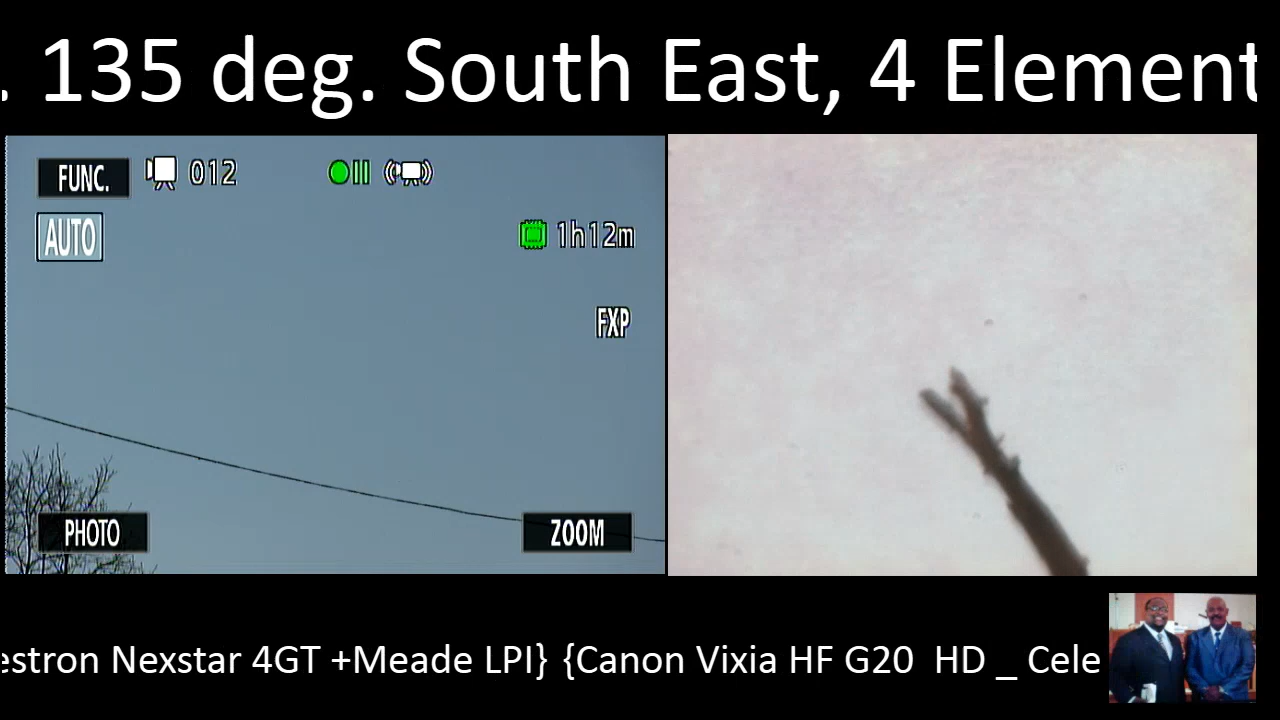 . 135 deg. South East, 4 Element
FUNC. 012
AUTO
1h12m
FXP
PHOTO ZOOM
estron Nexstar 4GT +Meade LPI} {Canon Vixia HF G20 HD _ Cele